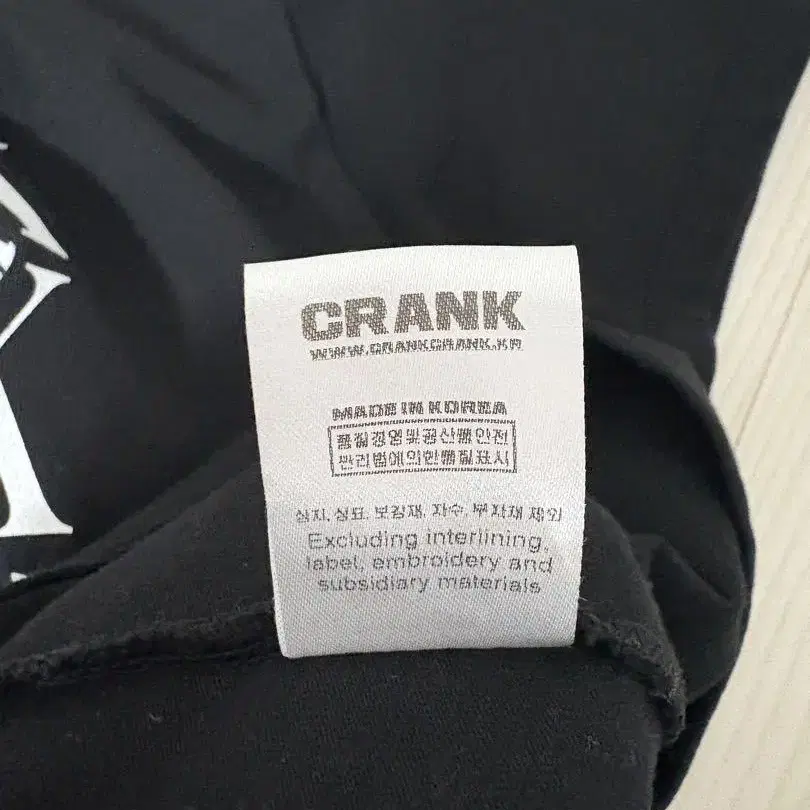 CRANK
WWW.CRANKCRANK.KR
MADE IN KOREA
품질경영및공산품안전
관리법에의한품질표시
심지, 상표, 보강재, 자수, 부자재 제외
Excluding interlining,
label, embroidery and
subsidiary materials